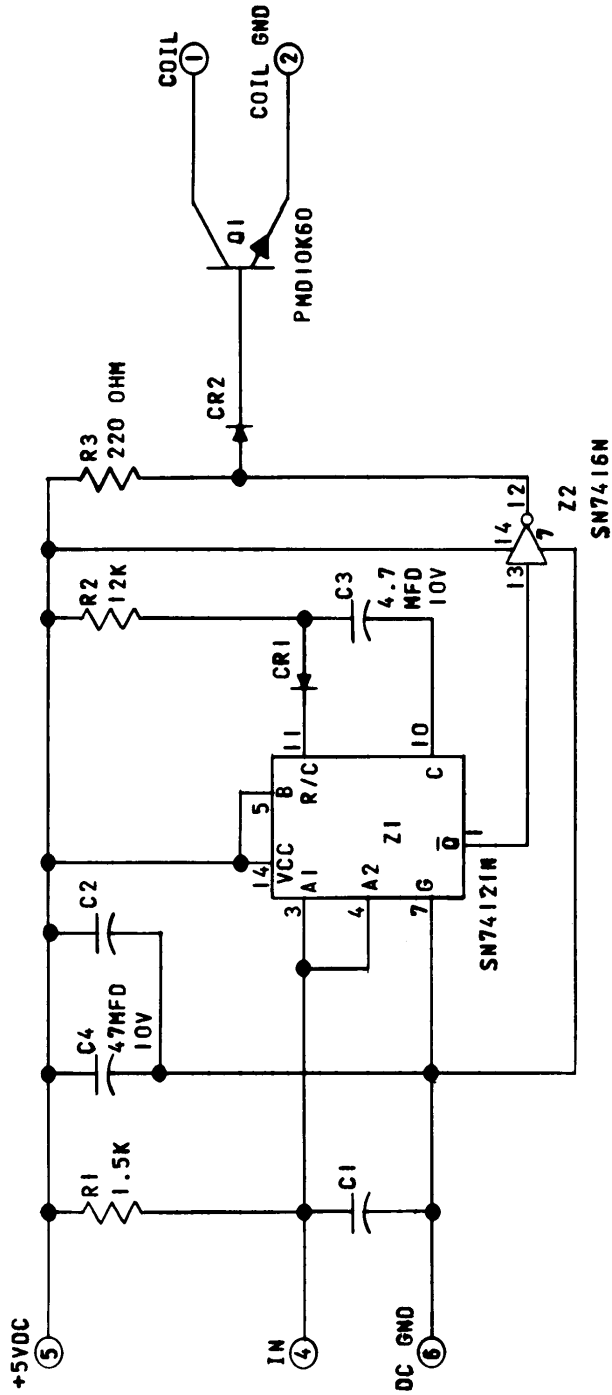 +5VDC
5
R1
1.5K
C4
47MFD
10V
C2
R2
12K
R3
220 OHM
IN
4
C1
DC GND
6
14
VCC
5
B
3
A1
4
A2
7
G
R/C
11
C
10
Z1
Q̅
1
SN74121N
CR1
C3
4.7
MFD
10V
13
14
7
12
Z2
SN7416N
CR2
Q1
PMD10K60
COIL
1
COIL GND
2